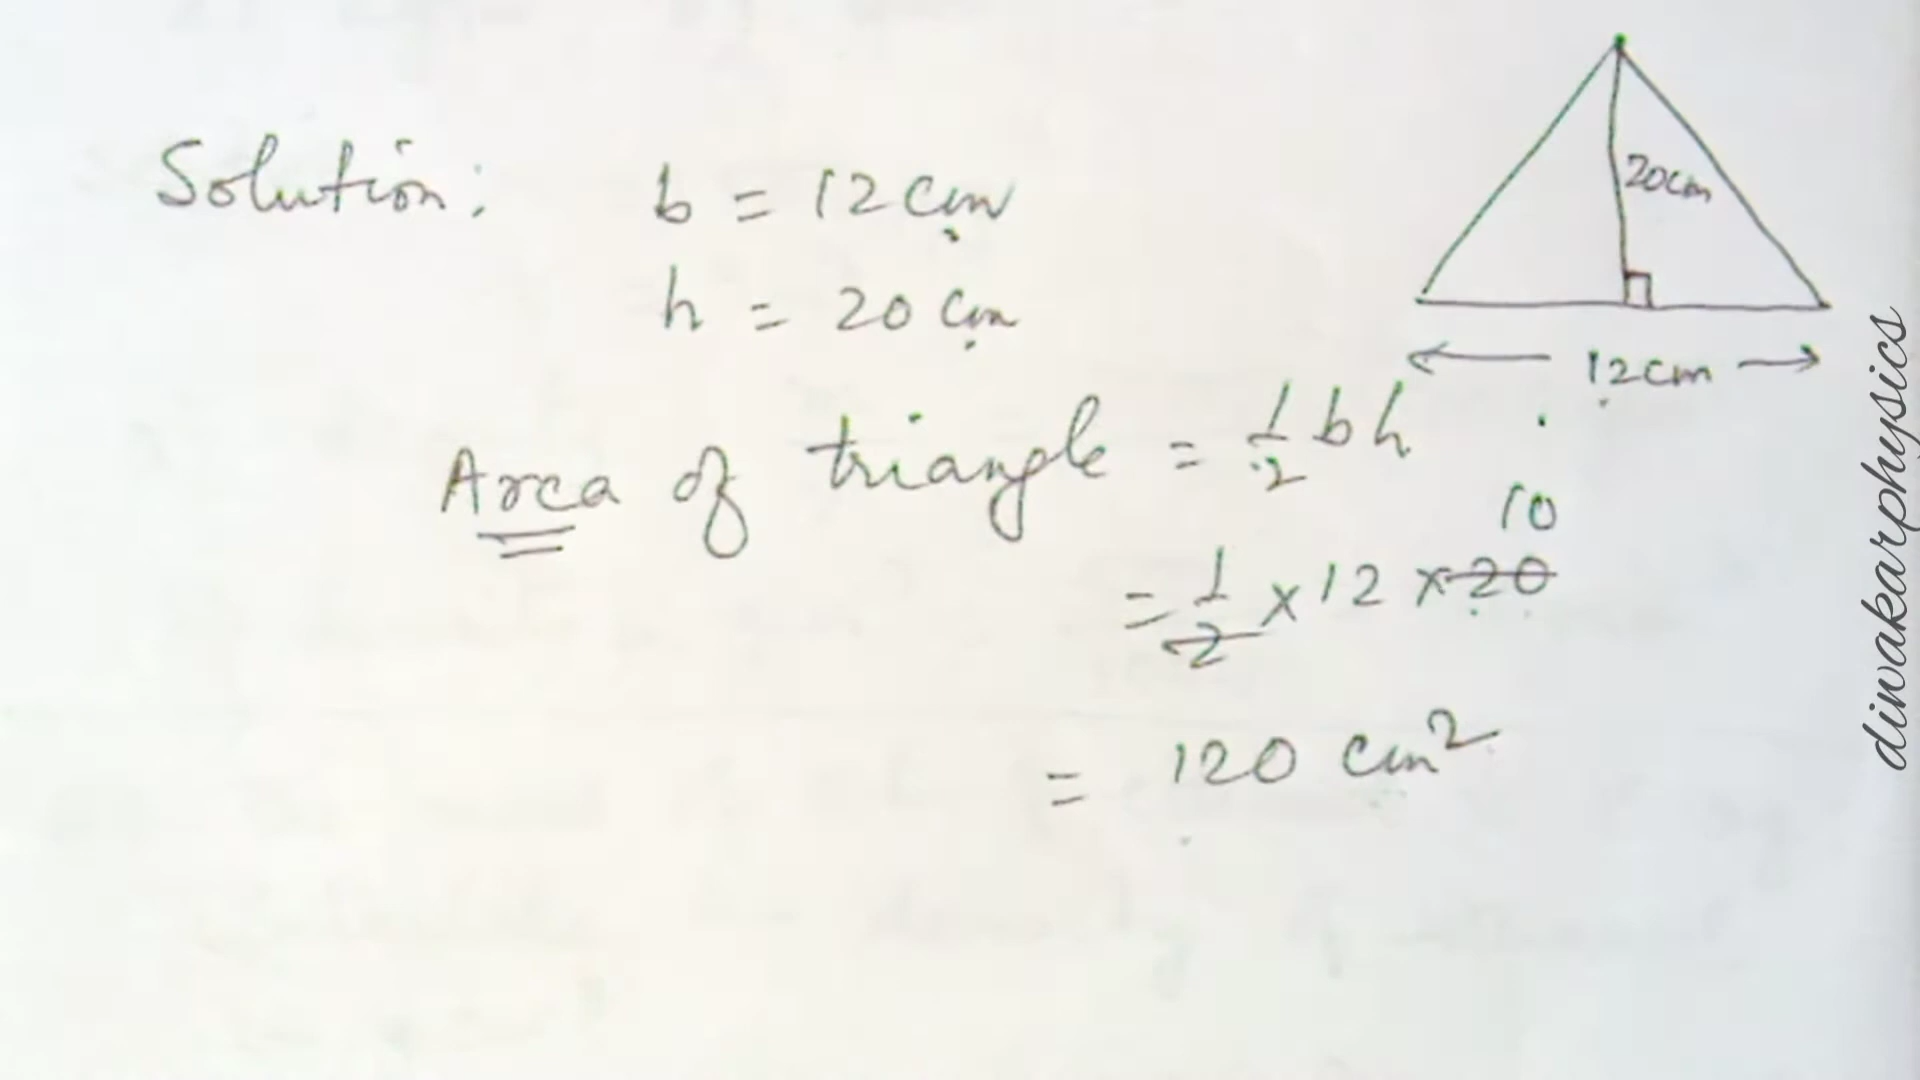 Solution: b = 12 cm
h = 20 cm
20cm
12cm
Area of triangle = 1/2 bh
10
= 1/2 × 12 × 20
= 120 cm²
diwakarphysics